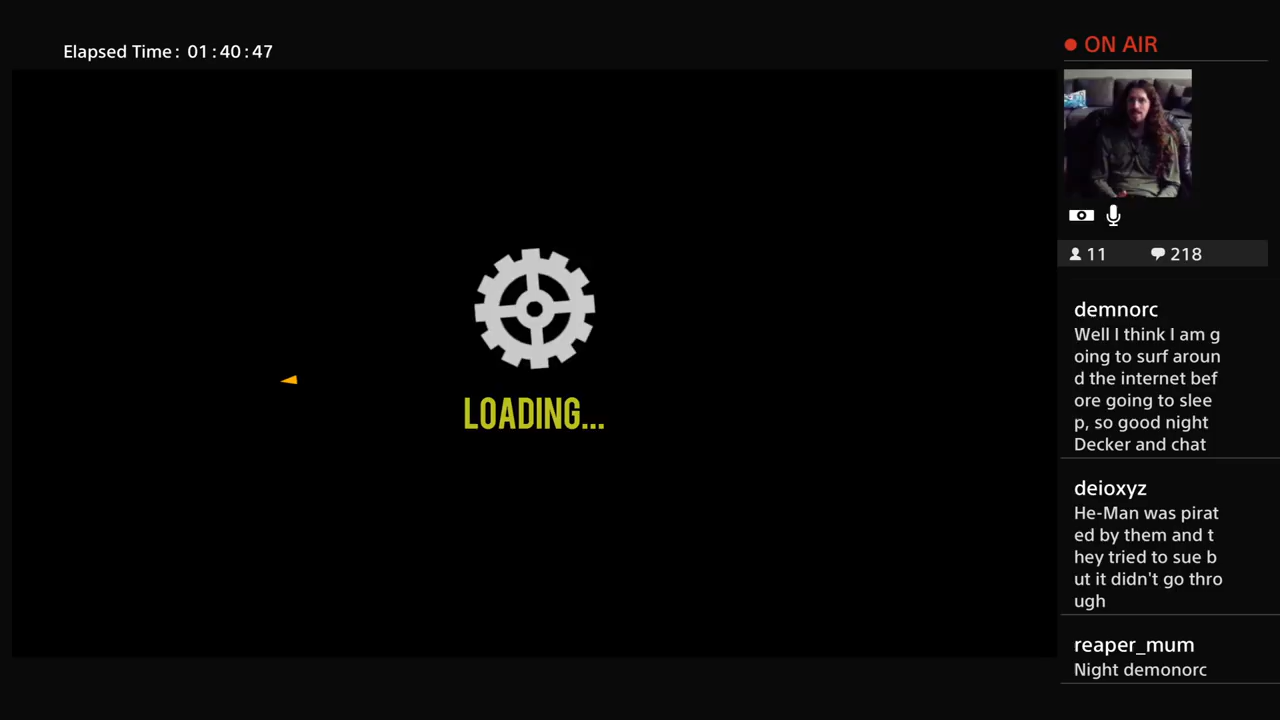 Elapsed Time: 01:40:47
ON AIR
11 218
demnorc
Well I think I am g
oing to surf aroun
d the internet bef
ore going to slee
p, so good night
Decker and chat
deioxyz
He-Man was pirat
ed by them and t
hey tried to sue b
ut it didn't go thro
ugh
reaper_mum
Night demonorc
LOADING...